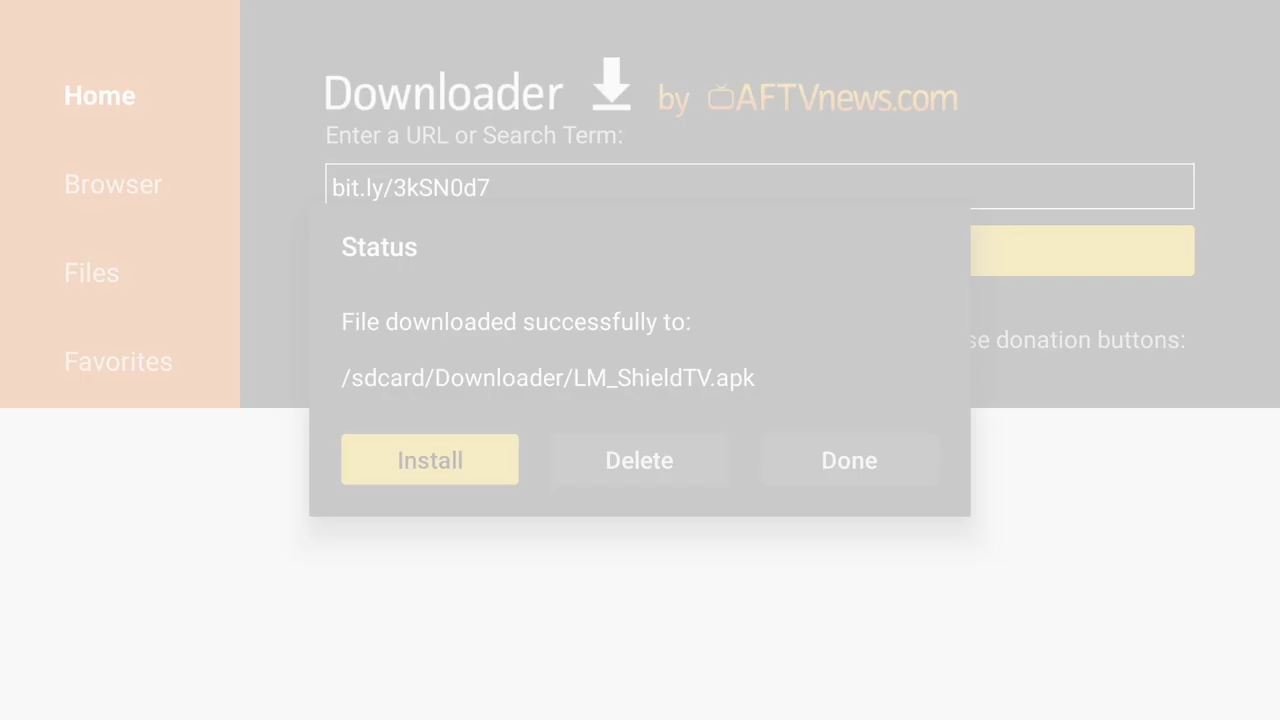 Home
Browser
Files
Favorites
Downloader by AFTVnews.com
Enter a URL or Search Term:
bit.ly/3kSN0d7
Status
File downloaded successfully to:
/sdcard/Downloader/LM_ShieldTV.apk
Install Delete Done
se donation buttons: